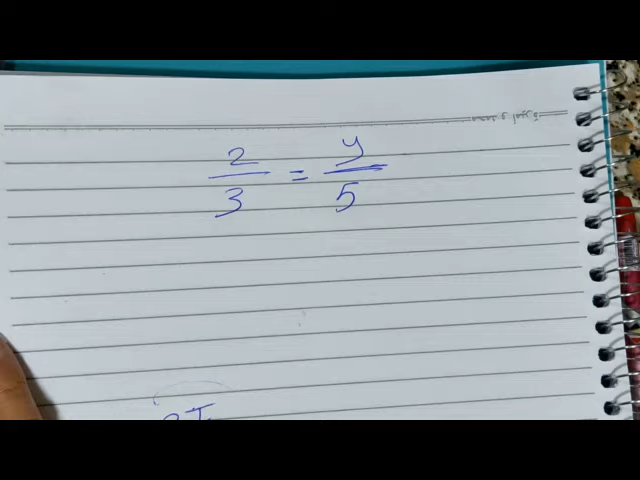 2/3 = y/5